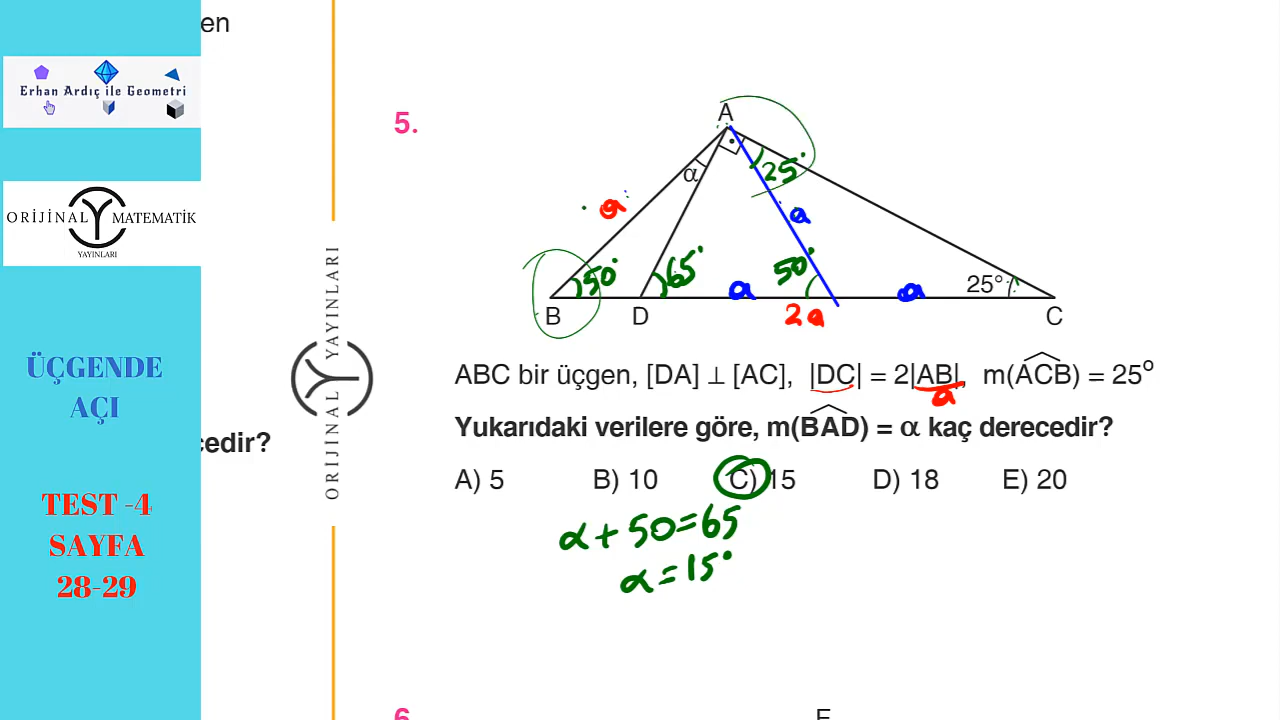 en
Erhan Ardıç ile Geometri
ORİJİNAL MATEMATİK
YAYINLARI
ÜÇGENDE
AÇI
TEST -4
SAYFA
28-29
cedir?
ORİJİNAL YAYINLARI
5.
A
α
25°
a
a
50°
65°
50°
a
a
25°
B
D
2a
C
ABC bir üçgen, [DA] ⊥ [AC], |DC| = 2|AB|, m(ACB) = 25°
a
Yukarıdaki verilere göre, m(BAD) = α kaç derecedir?
A) 5 B) 10 C) 15 D) 18 E) 20
α + 50 = 65
α = 15°
6.
E